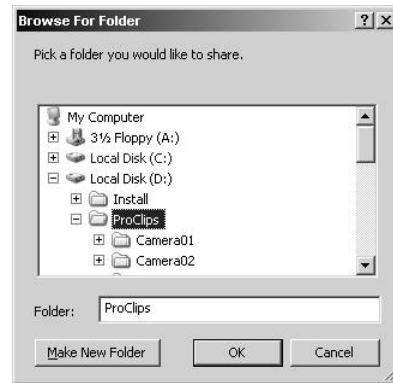 Browse For Folder
Pick a folder you would like to share.
My Computer
3½ Floppy (A:)
Local Disk (C:)
Local Disk (D:)
Install
ProClips
Camera01
Camera02
Folder: ProClips
Make New Folder OK Cancel